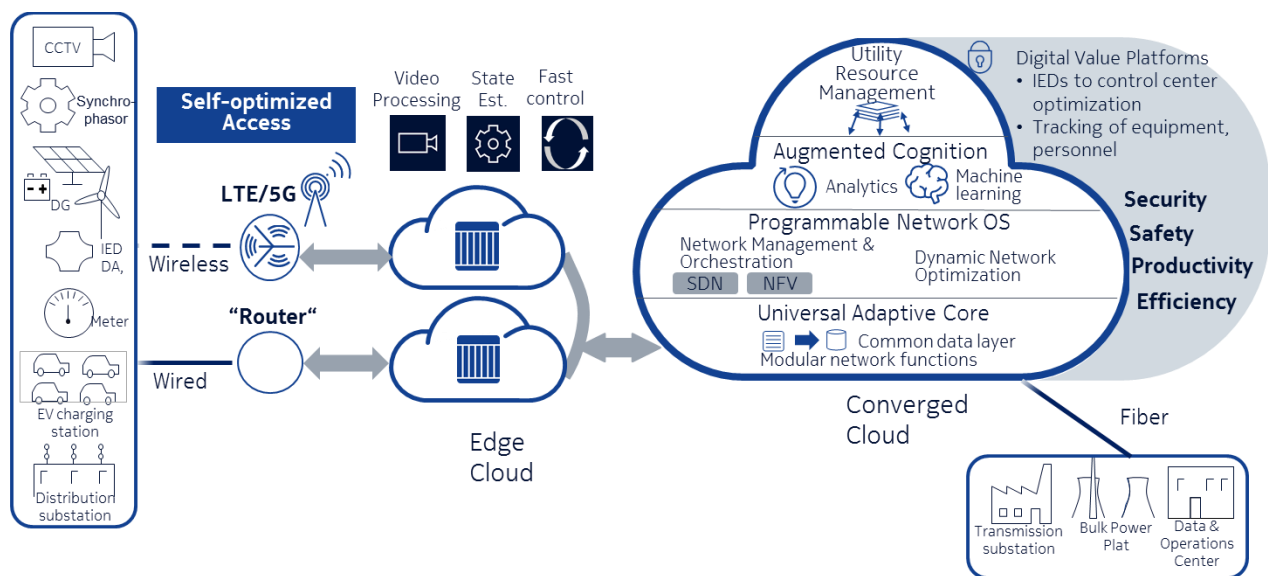 CCTV
Synchro-
phasor
DG
IED
DA,
Meter
EV charging
station
Distribution
substation
Self-optimized
Access
LTE/5G
Wireless
“Router“
Wired
Video
Processing
State
Est.
Fast
control
Edge
Cloud
Utility
Resource
Management
Augmented Cognition
Analytics
Machine
learning
Programmable Network OS
Network Management &
Orchestration
SDN
NFV
Dynamic Network
Optimization
Universal Adaptive Core
Common data layer
Modular network functions
Converged
Cloud
Digital Value Platforms
• IEDs to control center
optimization
• Tracking of equipment,
personnel
Security
Safety
Productivity
Efficiency
Fiber
Transmission
substation
Bulk Power
Plat
Data &
Operations
Center